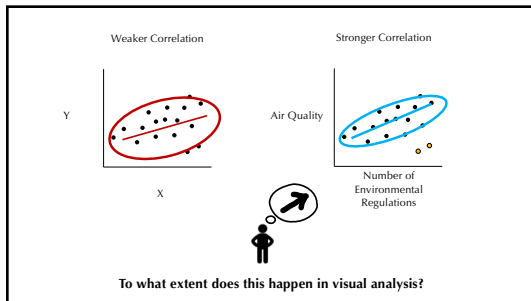 Weaker Correlation
Y
X
Stronger Correlation
Air Quality
Number of
Environmental
Regulations
To what extent does this happen in visual analysis?